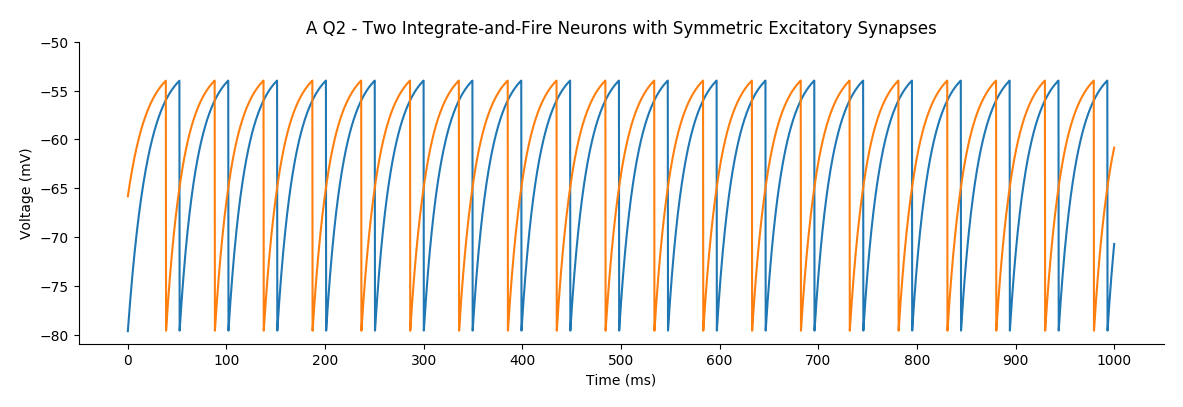 A Q2 - Two Integrate-and-Fire Neurons with Symmetric Excitatory Synapses
−50
−55
−60
−65
−70
−75
−80
Voltage (mV)
0 100 200 300 400 500 600 700 800 900 1000
Time (ms)